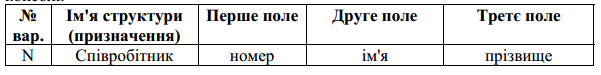 № вар. Ім'я структури (призначення) Перше поле Друге поле Третє поле
N Співробітник номер ім'я прізвище